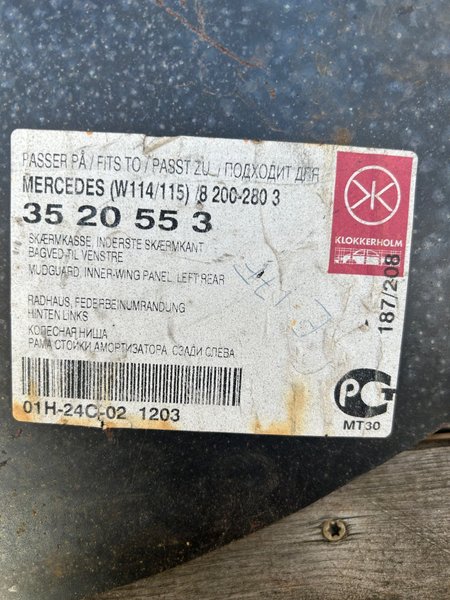 PASSER PÅ / FITS TO / PASST ZU / ПОДХОДИТ ДЛЯ
MERCEDES (W114/115) /8 200-280 3
35 20 55 3
SKÆRMKASSE, INDERSTE SKÆRMKANT
BAGVED-TIL VENSTRE
MUDGUARD, INNER-WING PANEL, LEFT REAR
RADHAUS, FEDERBEINUMRANDUNG
HINTEN LINKS
КОЛЕСНАЯ НИША
РАМА СТОЙКИ АМОРТИЗАТОРА, СЗАДИ СЛЕВА
01H-24C-02 1203
KLOKKERHOLM
187/208
РСТ
MT30